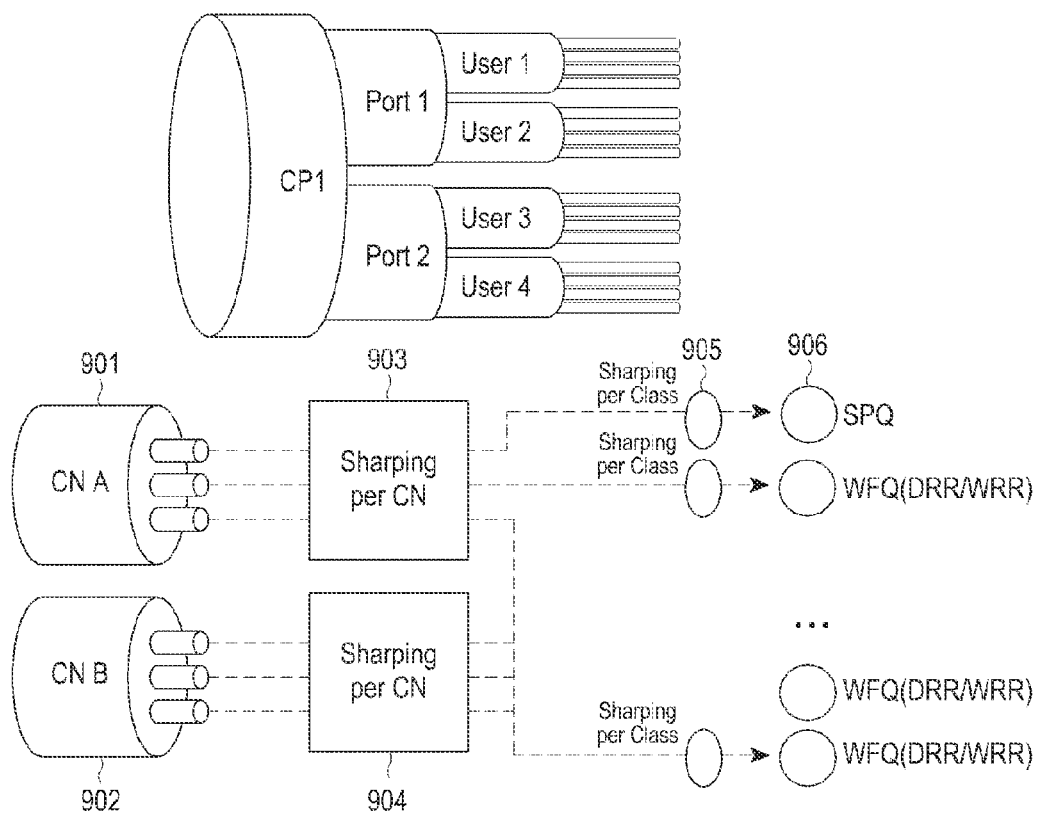 CP1
Port 1
Port 2
User 1
User 2
User 3
User 4
901
903
905
906
CN A
Sharping
per CN
Sharping
per Class
SPQ
Sharping
per Class
WFQ(DRR/WRR)
CN B
Sharping
per CN
...
WFQ(DRR/WRR)
Sharping
per Class
WFQ(DRR/WRR)
902
904